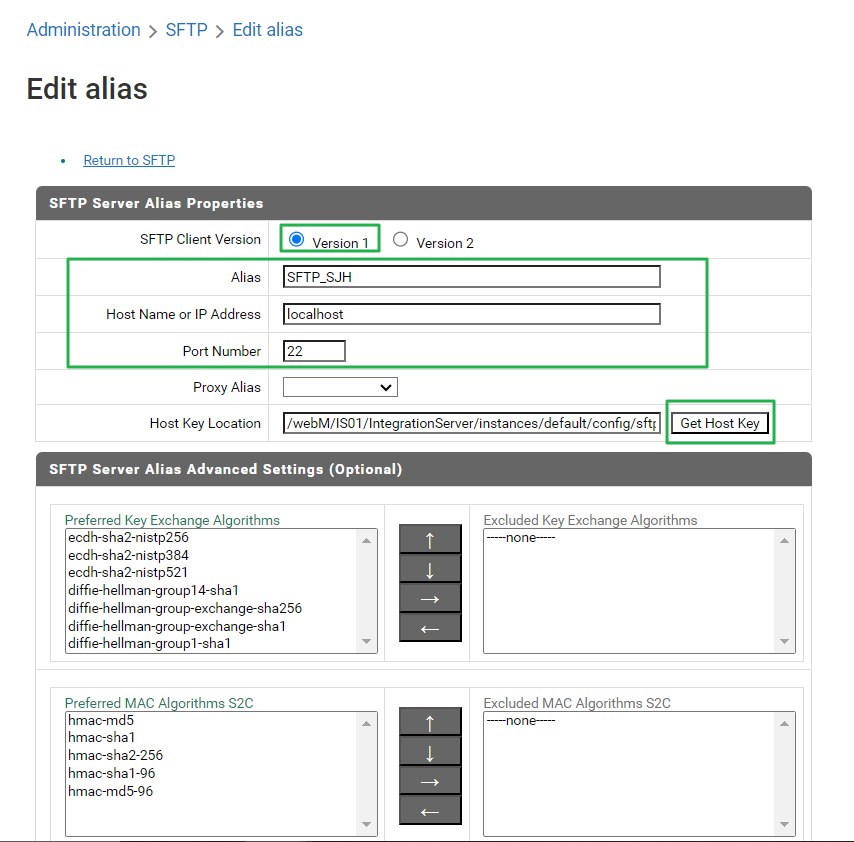 Administration > SFTP > Edit alias
Edit alias
• Return to SFTP
SFTP Server Alias Properties
SFTP Client Version Version 1 Version 2
Alias SFTP_SJH
Host Name or IP Address localhost
Port Number 22
Proxy Alias
Host Key Location /webM/IS01/IntegrationServer/instances/default/config/sftp Get Host Key
SFTP Server Alias Advanced Settings (Optional)
Preferred Key Exchange Algorithms
ecdh-sha2-nistp256
ecdh-sha2-nistp384
ecdh-sha2-nistp521
diffie-hellman-group14-sha1
diffie-hellman-group-exchange-sha256
diffie-hellman-group-exchange-sha1
diffie-hellman-group1-sha1
↑
↓
→
←
Excluded Key Exchange Algorithms
-----none-----
Preferred MAC Algorithms S2C
hmac-md5
hmac-sha1
hmac-sha2-256
hmac-sha1-96
hmac-md5-96
↑
↓
→
←
Excluded MAC Algorithms S2C
-----none-----